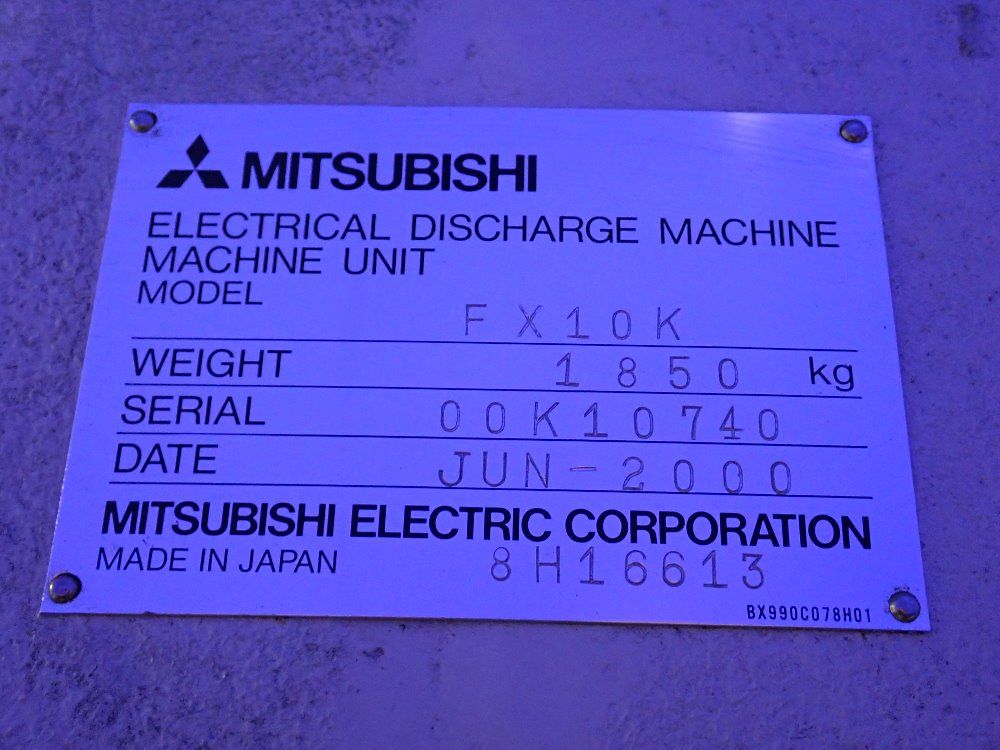 MITSUBISHI
ELECTRICAL DISCHARGE MACHINE
MACHINE UNIT
MODEL FX10K
WEIGHT 1850 kg
SERIAL 00K10740
DATE JUN-2000
MITSUBISHI ELECTRIC CORPORATION
MADE IN JAPAN 8H16613
BX990C078H01